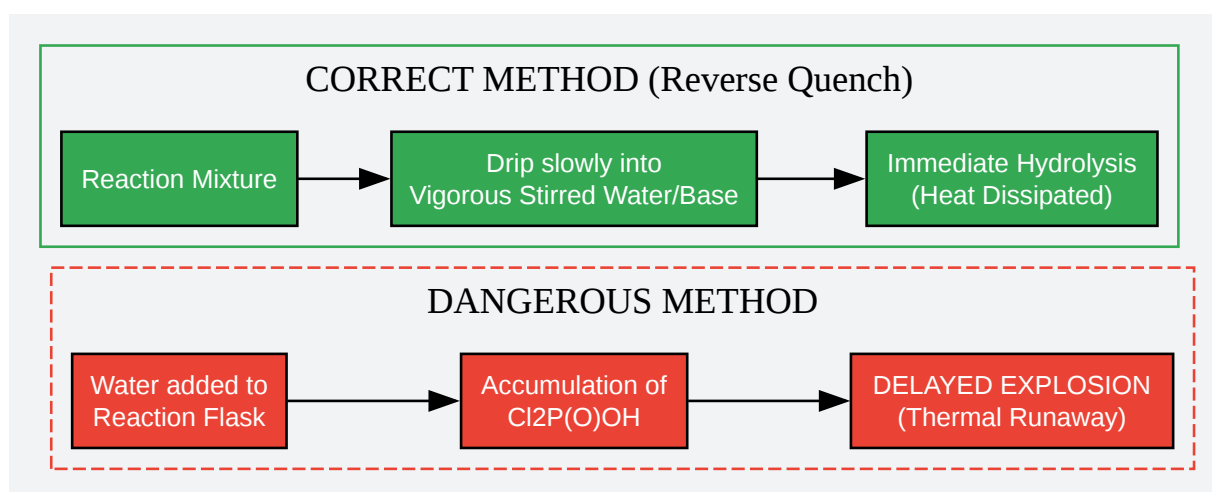 CORRECT METHOD (Reverse Quench)
Reaction Mixture
Drip slowly into
Vigorous Stirred Water/Base
Immediate Hydrolysis
(Heat Dissipated)
DANGEROUS METHOD
Water added to
Reaction Flask
Accumulation of
Cl2P(O)OH
DELAYED EXPLOSION
(Thermal Runaway)